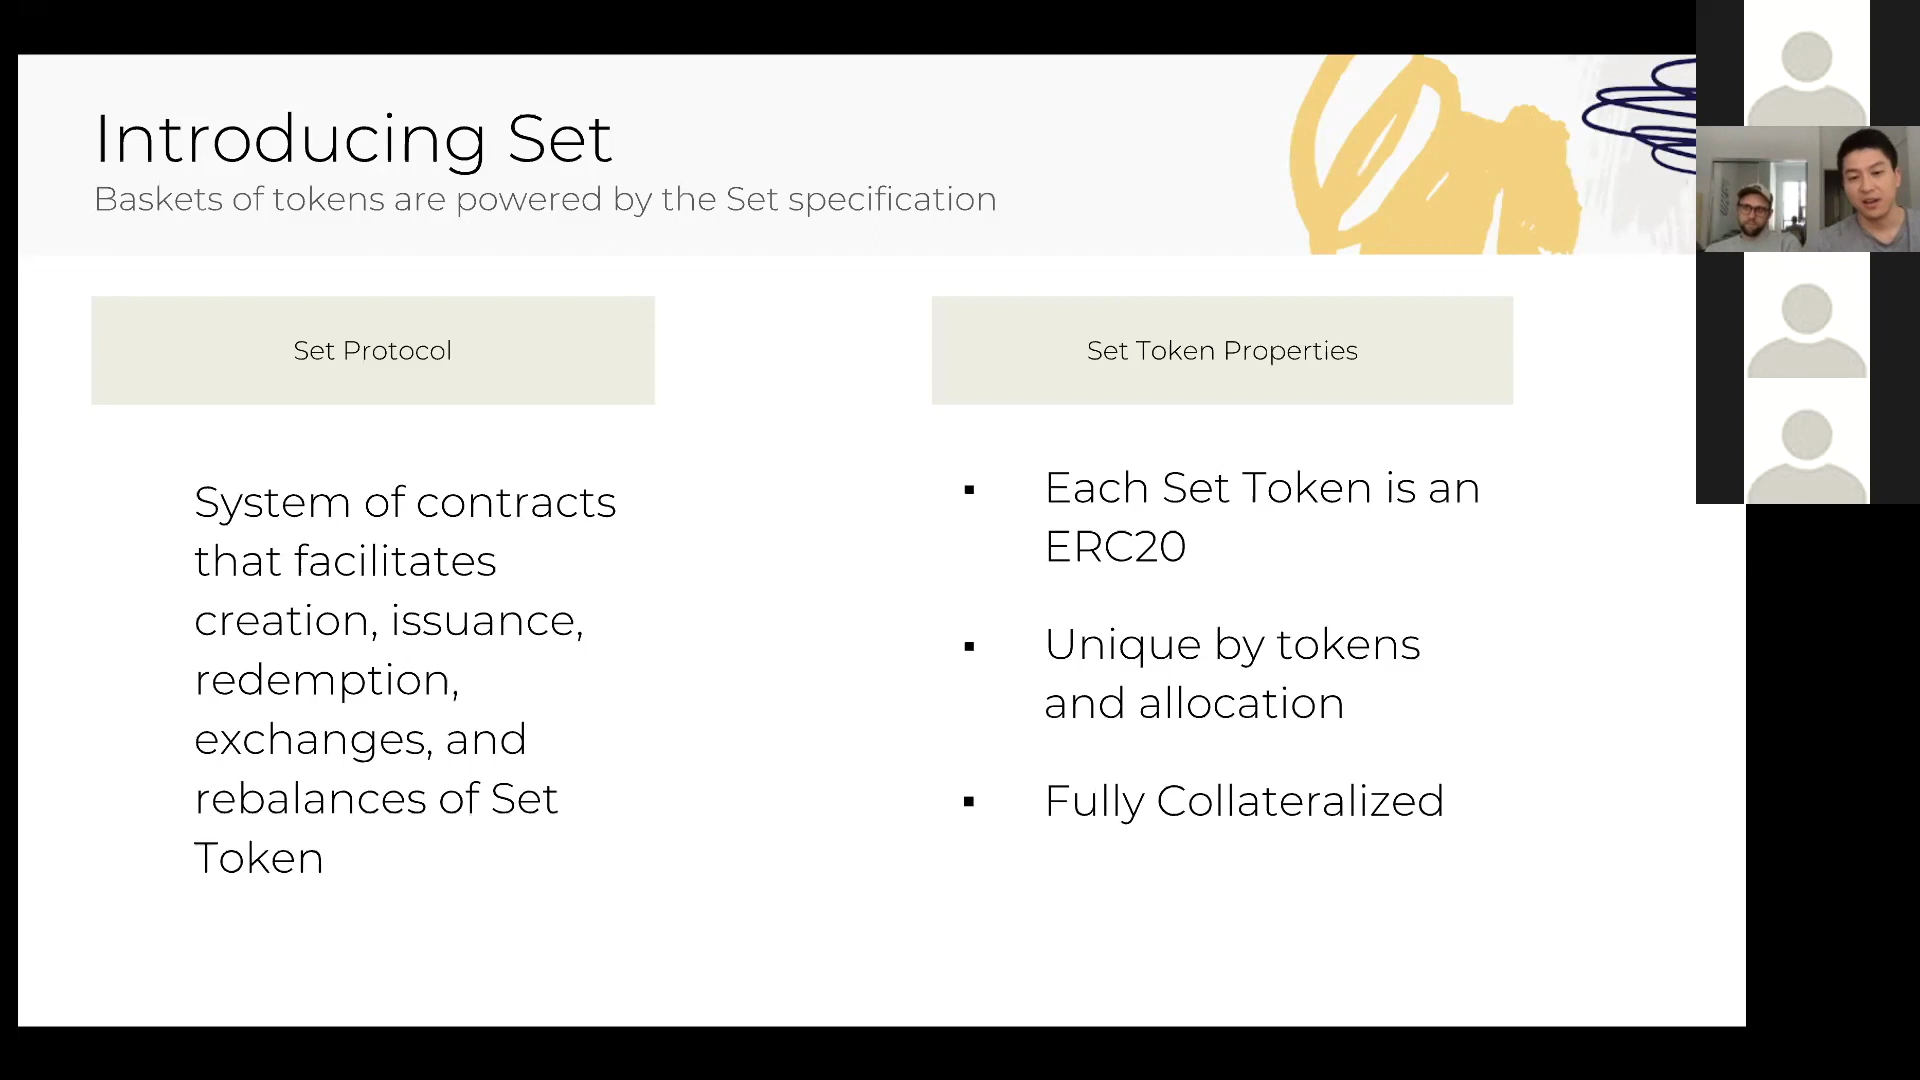 Introducing Set
Baskets of tokens are powered by the Set specification
Set Protocol
System of contracts
that facilitates
creation, issuance,
redemption,
exchanges, and
rebalances of Set
Token
Set Token Properties
▪ Each Set Token is an
ERC20
▪ Unique by tokens
and allocation
▪ Fully Collateralized